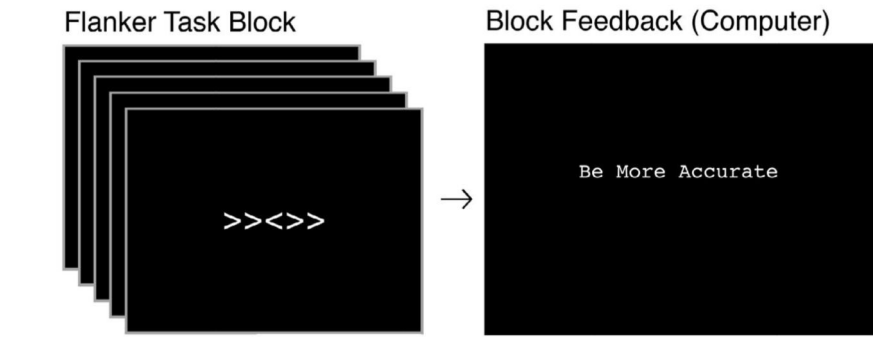 Flanker Task Block
Block Feedback (Computer)
>><>>
→
Be More Accurate